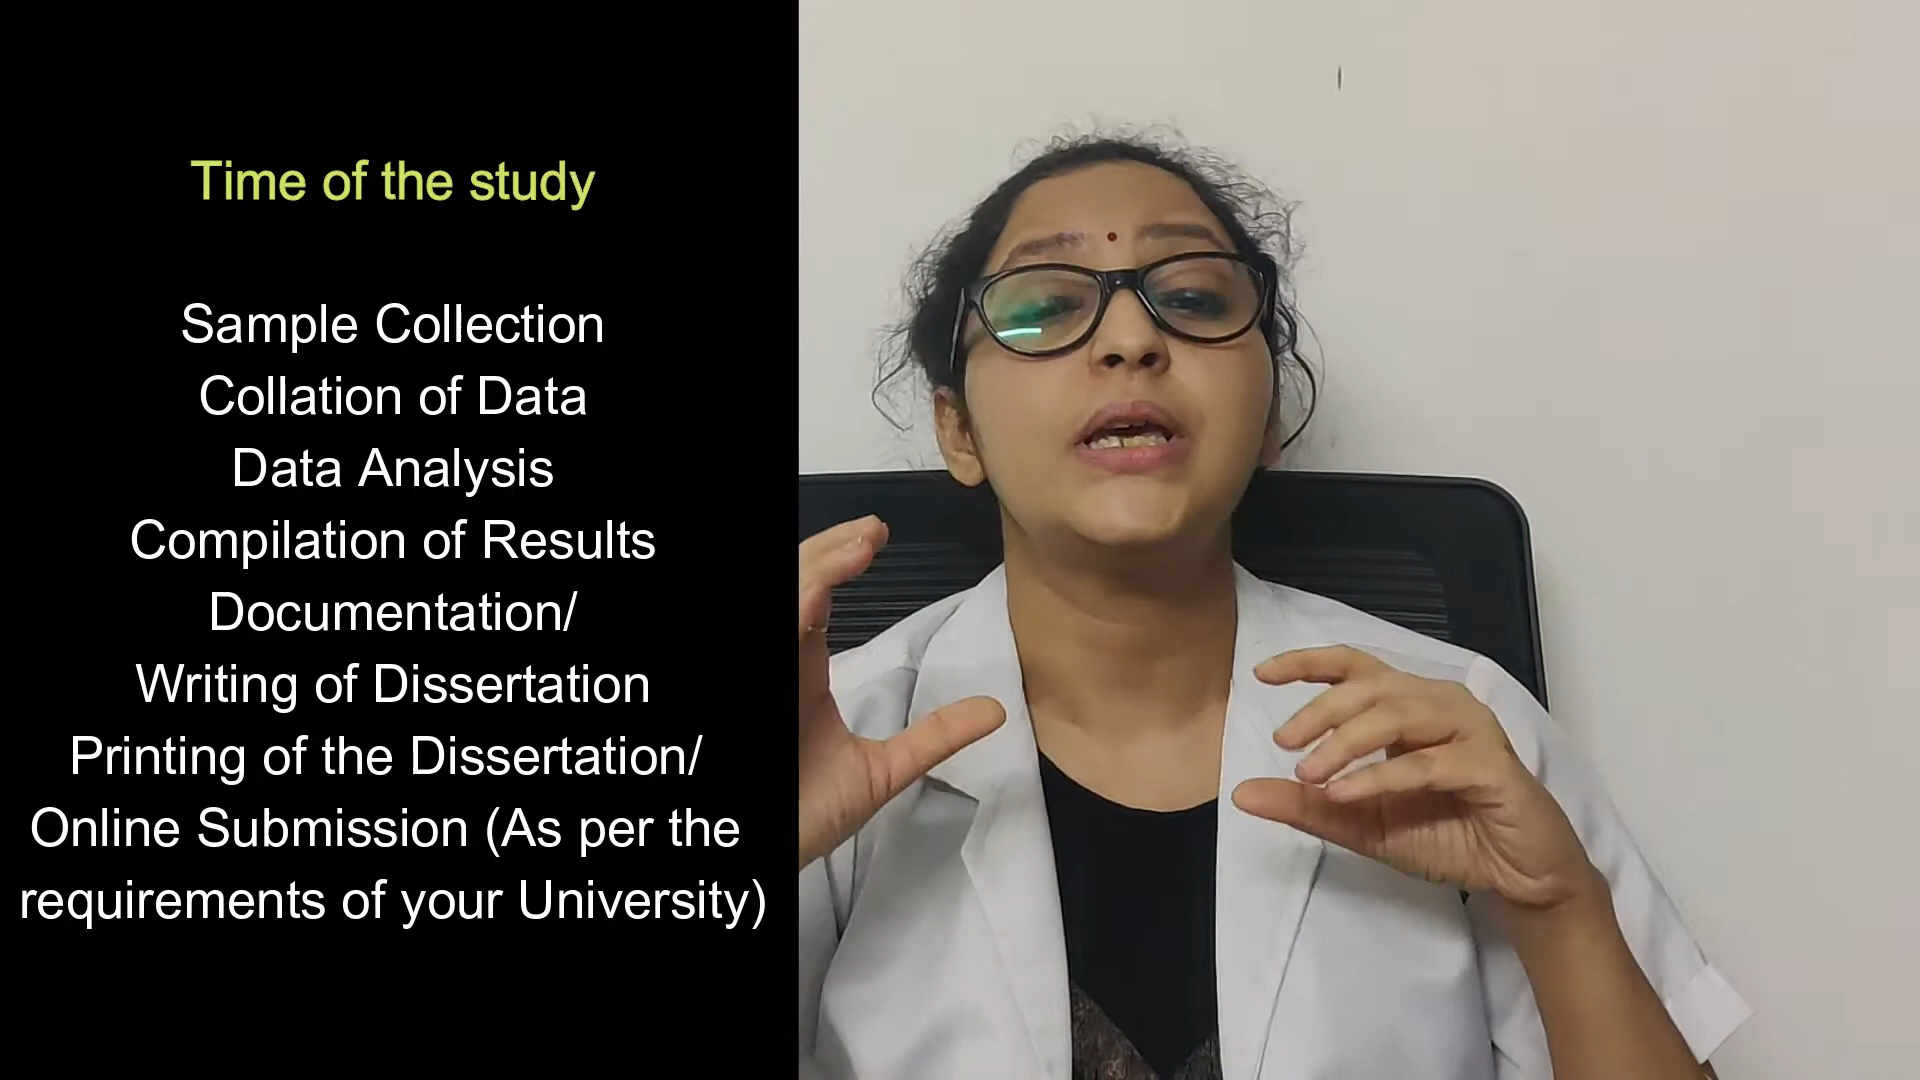 Time of the study
Sample Collection
Collation of Data
Data Analysis
Compilation of Results
Documentation/
Writing of Dissertation
Printing of the Dissertation/
Online Submission (As per the
requirements of your University)